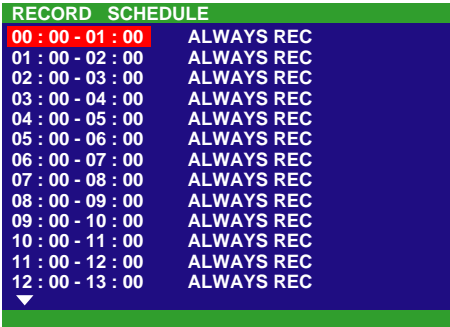 RECORD SCHEDULE
00 : 00 - 01 : 00 ALWAYS REC
01 : 00 - 02 : 00 ALWAYS REC
02 : 00 - 03 : 00 ALWAYS REC
03 : 00 - 04 : 00 ALWAYS REC
04 : 00 - 05 : 00 ALWAYS REC
05 : 00 - 06 : 00 ALWAYS REC
06 : 00 - 07 : 00 ALWAYS REC
07 : 00 - 08 : 00 ALWAYS REC
08 : 00 - 09 : 00 ALWAYS REC
09 : 00 - 10 : 00 ALWAYS REC
10 : 00 - 11 : 00 ALWAYS REC
11 : 00 - 12 : 00 ALWAYS REC
12 : 00 - 13 : 00 ALWAYS REC